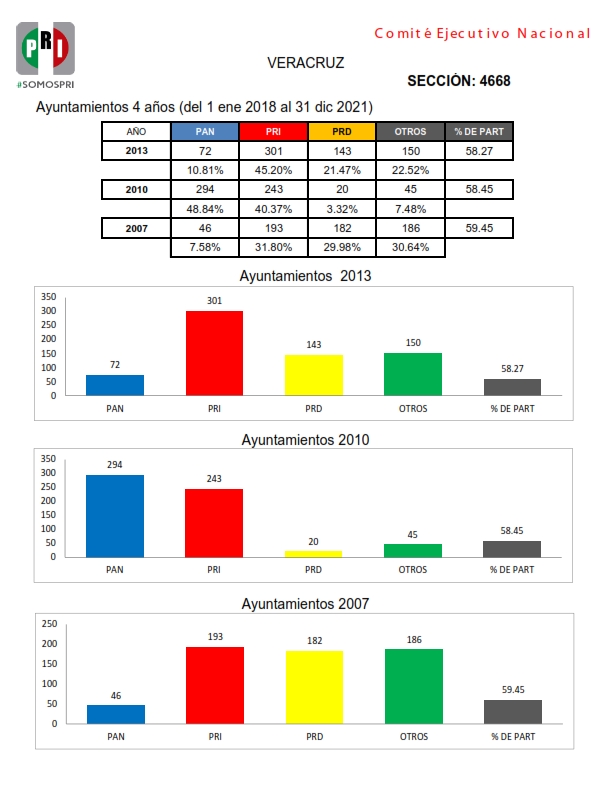 Comité Ejecutivo Nacional
PRI
#SOMOSPRI
VERACRUZ
SECCIÓN: 4668
Ayuntamientos 4 años (del 1 ene 2018 al 31 dic 2021)
AÑO PAN PRI PRD OTROS % DE PART
2013 72 301 143 150 58.27
10.81% 45.20% 21.47% 22.52%
2010 294 243 20 45 58.45
48.84% 40.37% 3.32% 7.48%
2007 46 193 182 186 59.45
7.58% 31.80% 29.98% 30.64%
Ayuntamientos 2013
350
300
250
200
150
100
50
0
72
301
143
150
58.27
PAN PRI PRD OTROS % DE PART
Ayuntamientos 2010
350
300
250
200
150
100
50
0
294
243
20
45
58.45
PAN PRI PRD OTROS % DE PART
Ayuntamientos 2007
250
200
150
100
50
0
46
193
182
186
59.45
PAN PRI PRD OTROS % DE PART